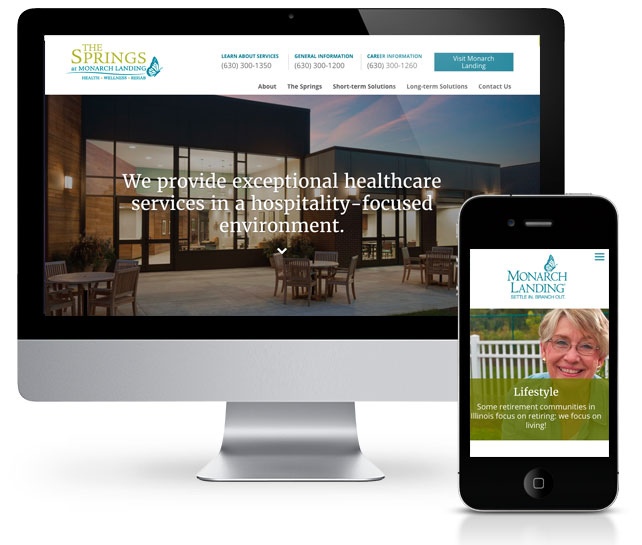 THE
SPRINGS
at MONARCH LANDING
HEALTH • WELLNESS • REHAB
LEARN ABOUT SERVICES
(630) 300-1350
GENERAL INFORMATION
(630) 300-1200
CAREER INFORMATION
(630) 300-1260
Visit Monarch
Landing
About The Springs Short-term Solutions Long-term Solutions Contact Us
We provide exceptional healthcare
services in a hospitality-focused
environment.
MONARCH
LANDING
SETTLE IN. BRANCH OUT.
Lifestyle
Some retirement communities in
Illinois focus on retiring; we focus on
living!